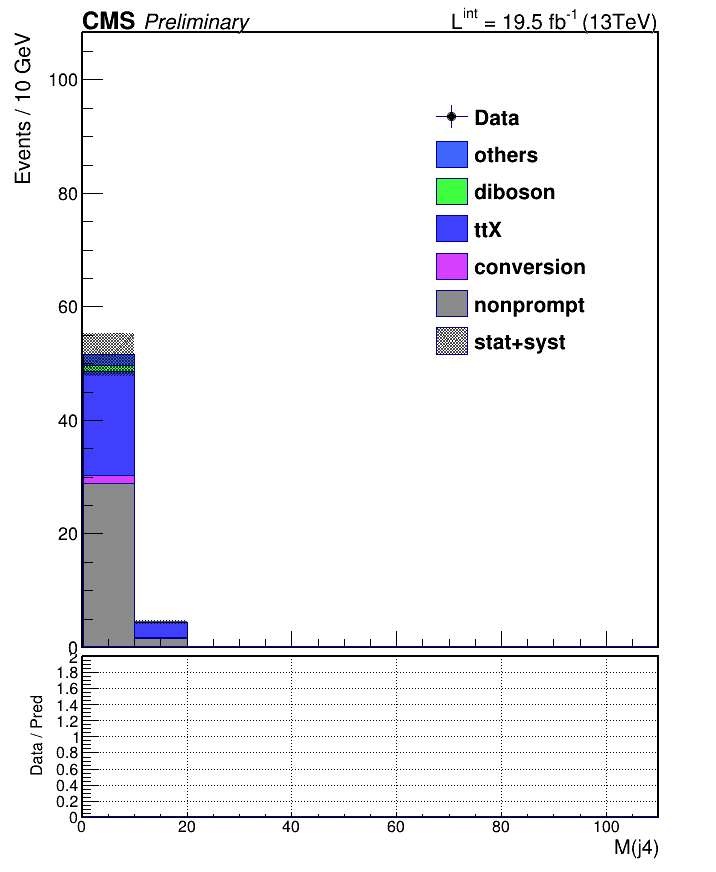 CMS Preliminary
L^int = 19.5 fb^-1 (13TeV)
Events / 10 GeV
100
80
60
40
20
0
Data
others
diboson
ttX
conversion
nonprompt
stat+syst
Data / Pred
2
1.8
1.6
1.4
1.2
1
0.8
0.6
0.4
0.2
0
0 20 40 60 80 100
M(j4)